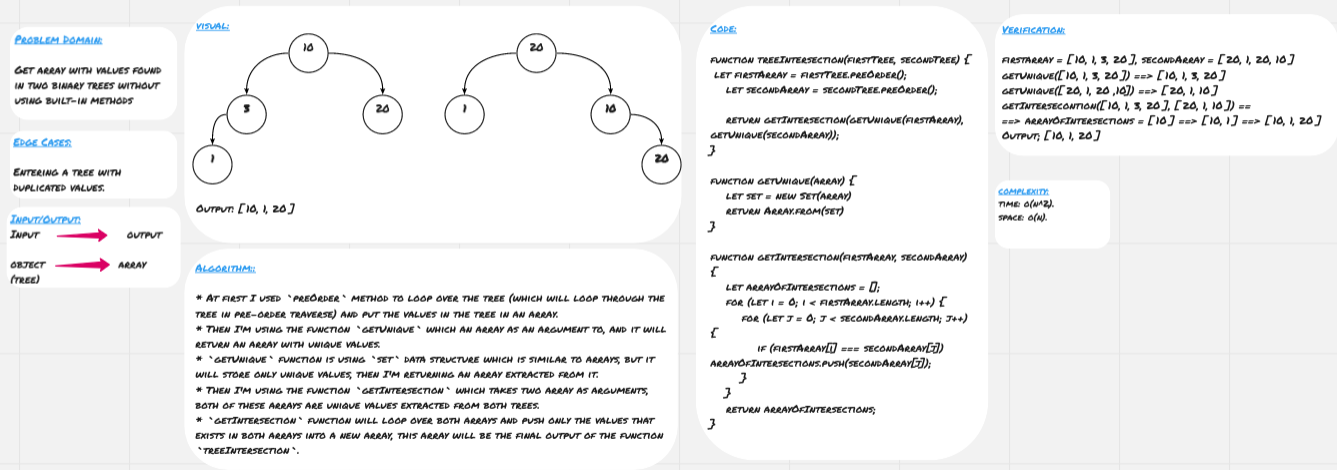 Problem Domain:
Get array with values found
in two binary trees without
using built-in methods
Edge Cases:
Entering a tree with
duplicated values.
Input/Output:
Input output
object array
(tree)
visual:
10
3
20
1
20
1
10
20
Output: [10, 1, 20]
Algorithm::
* At first I used `preOrder` method to loop over the tree (which will loop through the
tree in pre-order traverse) and put the values in the tree in an array.
* Then I'm using the function `getUnique` which an array as an argument to, and it will
return an array with unique values.
* `getUnique` function is using `set` data structure which is similar to arrays, but it
will store only unique values, then I'm returning an array extracted from it.
* Then I'm using the function `getIntersection` which takes two array as arguments,
both of these arrays are unique values extracted from both trees.
* `getIntersection` function will loop over both arrays and push only the values that
exists in both arrays into a new array, this array will be the final output of the function
`treeIntersection`.
Code:
function treeIntersection(firstTree, secondTree) {
let firstArray = firstTree.preOrder();
let secondArray = secondTree.preOrder();
return getIntersection(getUnique(firstArray),
getUnique(secondArray));
}
function getUnique(array) {
let set = new Set(array)
return Array.from(set)
}
function getIntersection(firstArray, secondArray)
{
let arrayOfIntersections = [];
for (let i = 0; i < firstArray.length; i++) {
for (let j = 0; j < secondArray.length; j++)
{
if (firstArray[i] === secondArray[j])
arrayOfIntersections.push(secondArray[j]);
}
}
return arrayOfIntersections;
}
Verification:
firstArray = [10, 1, 3, 20], secondArray = [20, 1, 20, 10]
getUnique([10, 1, 3, 20]) ==> [10, 1, 3, 20]
getUnique([20, 1, 20 ,10]) ==> [20, 1, 10]
getIntersecontion([10, 1, 3, 20], [20, 1, 10]) ==
==> arrayOfIntersections = [10] ==> [10, 1] ==> [10, 1, 20]
Output; [10, 1, 20]
complexity:
time: O(n^2).
space: O(n).